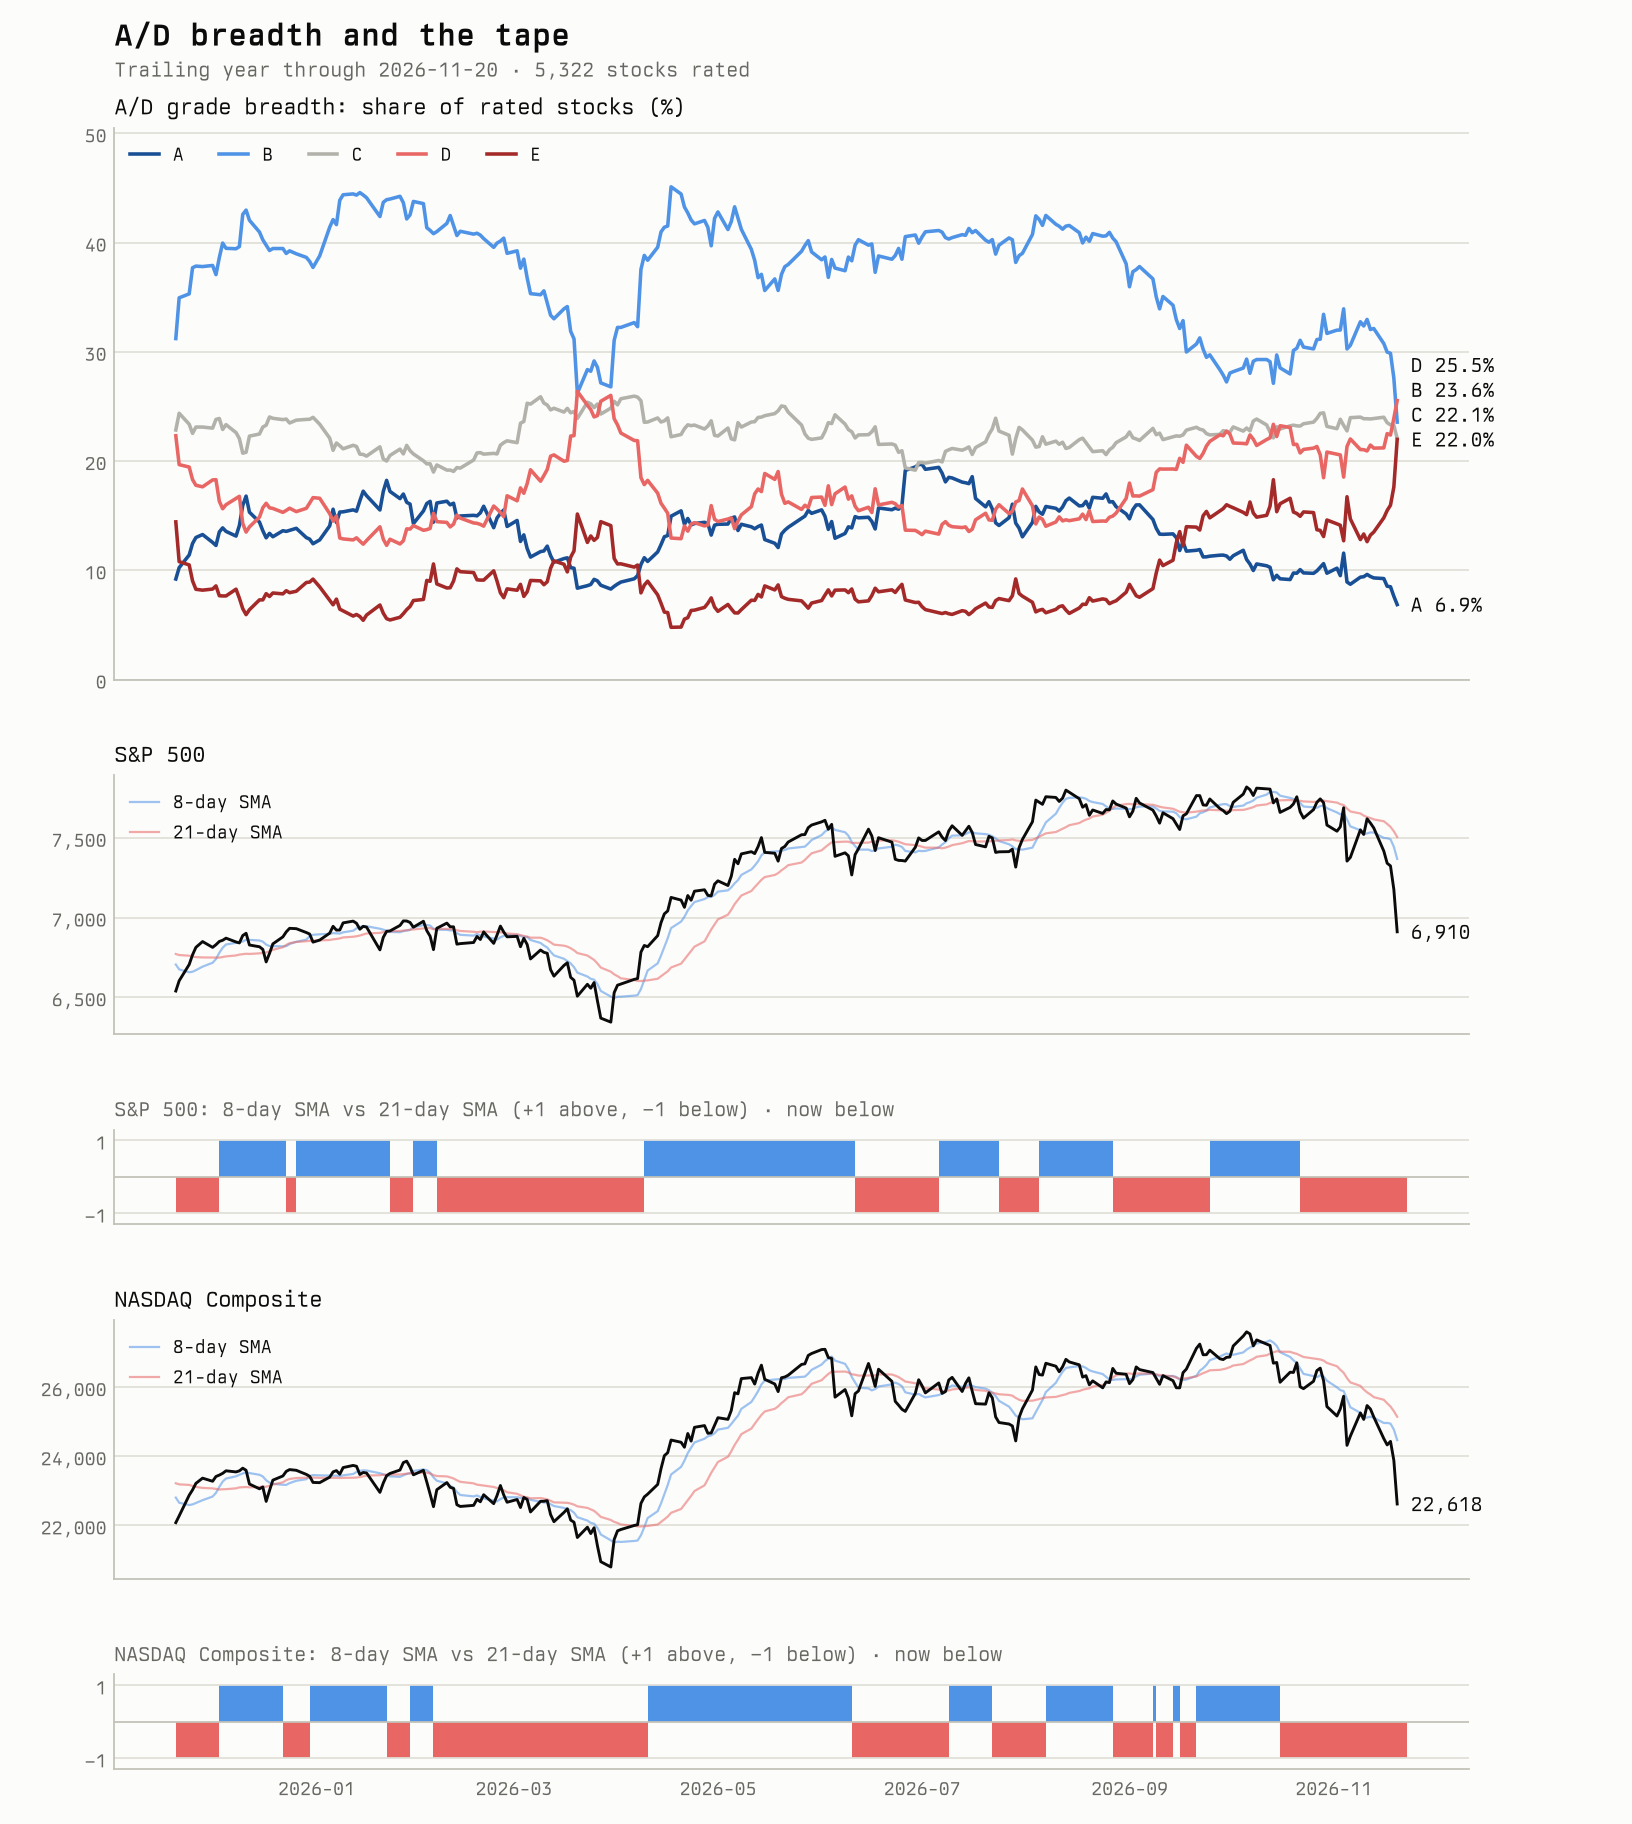 A/D breadth and the tape
Trailing year through 2026-11-20 · 5,322 stocks rated
A/D grade breadth: share of rated stocks (%)
50
A B C D E
40
30
D 25.5%
B 23.6%
C 22.1%
E 22.0%
20
10
A 6.9%
0
S&P 500
8-day SMA
21-day SMA
7,500
7,000
6,910
6,500
S&P 500: 8-day SMA vs 21-day SMA (+1 above, −1 below) · now below
1
−1
NASDAQ Composite
8-day SMA
21-day SMA
26,000
24,000
22,618
22,000
NASDAQ Composite: 8-day SMA vs 21-day SMA (+1 above, −1 below) · now below
1
−1
2026-01 2026-03 2026-05 2026-07 2026-09 2026-11